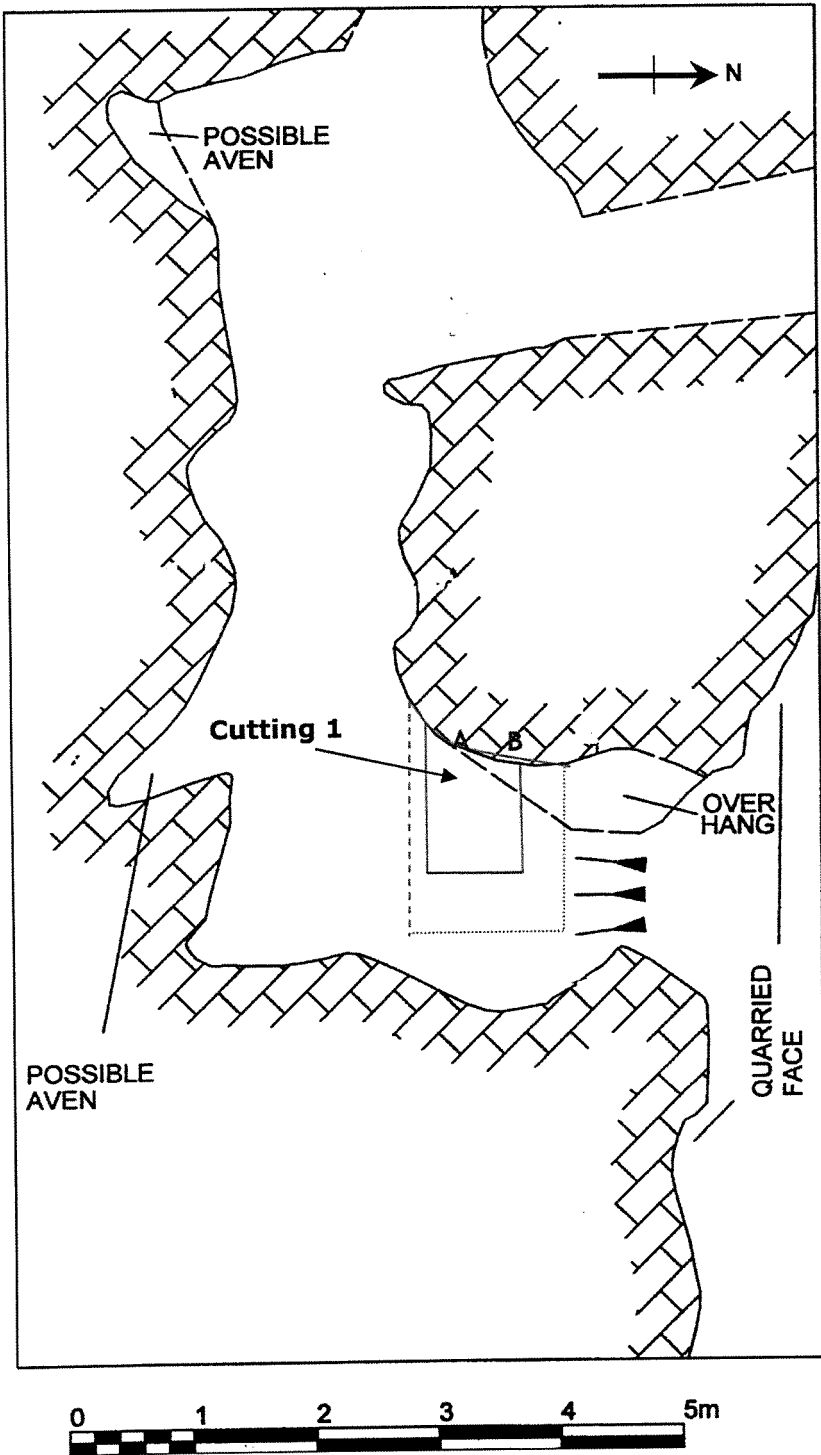 N
POSSIBLE
AVEN
Cutting 1
A B
OVER
HANG
QUARRIED
FACE
POSSIBLE
AVEN
0 1 2 3 4 5m